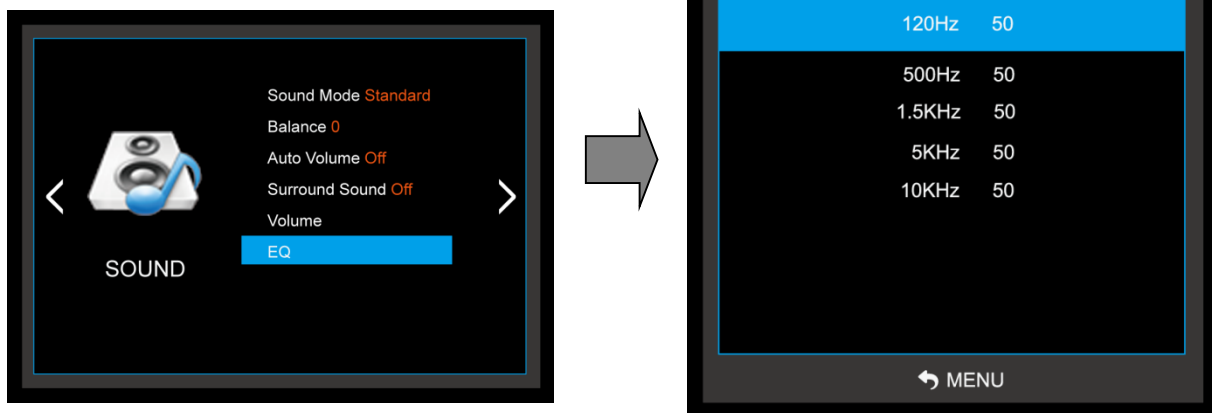 Sound Mode Standard
Balance 0
Auto Volume Off
Surround Sound Off
Volume
EQ
SOUND
120Hz 50
500Hz 50
1.5KHz 50
5KHz 50
10KHz 50
MENU